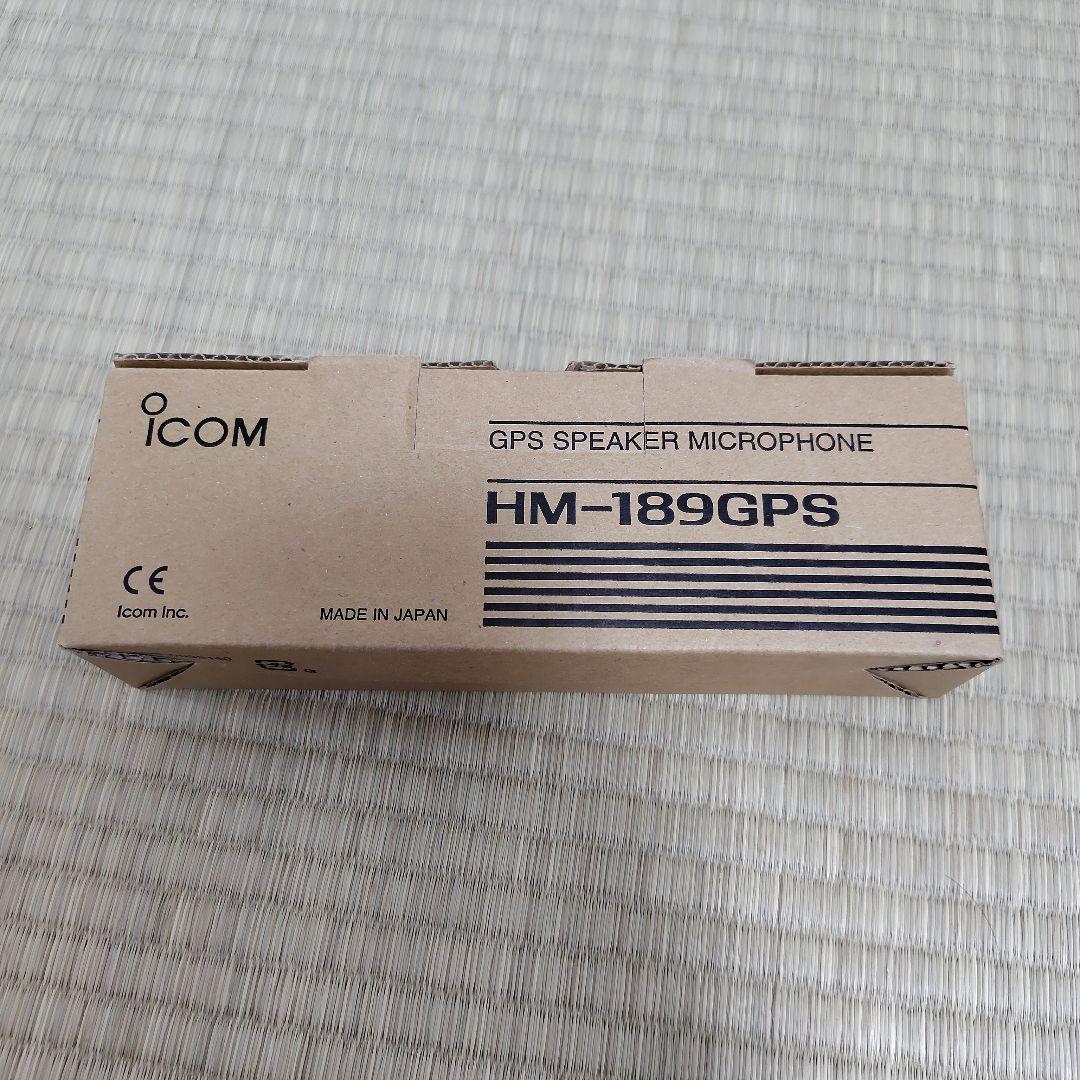 ICOM
GPS SPEAKER MICROPHONE
HM-189GPS
CE
Icom Inc.
MADE IN JAPAN